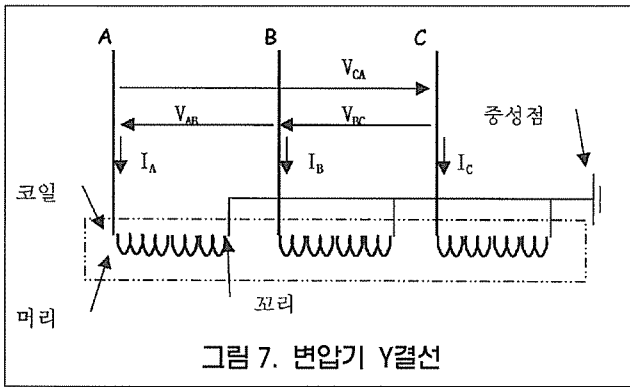 A B C
V_CA
V_AB V_BC
중성점
I_A I_B I_C
코일
머리
꼬리
그림 7. 변압기 Y결선